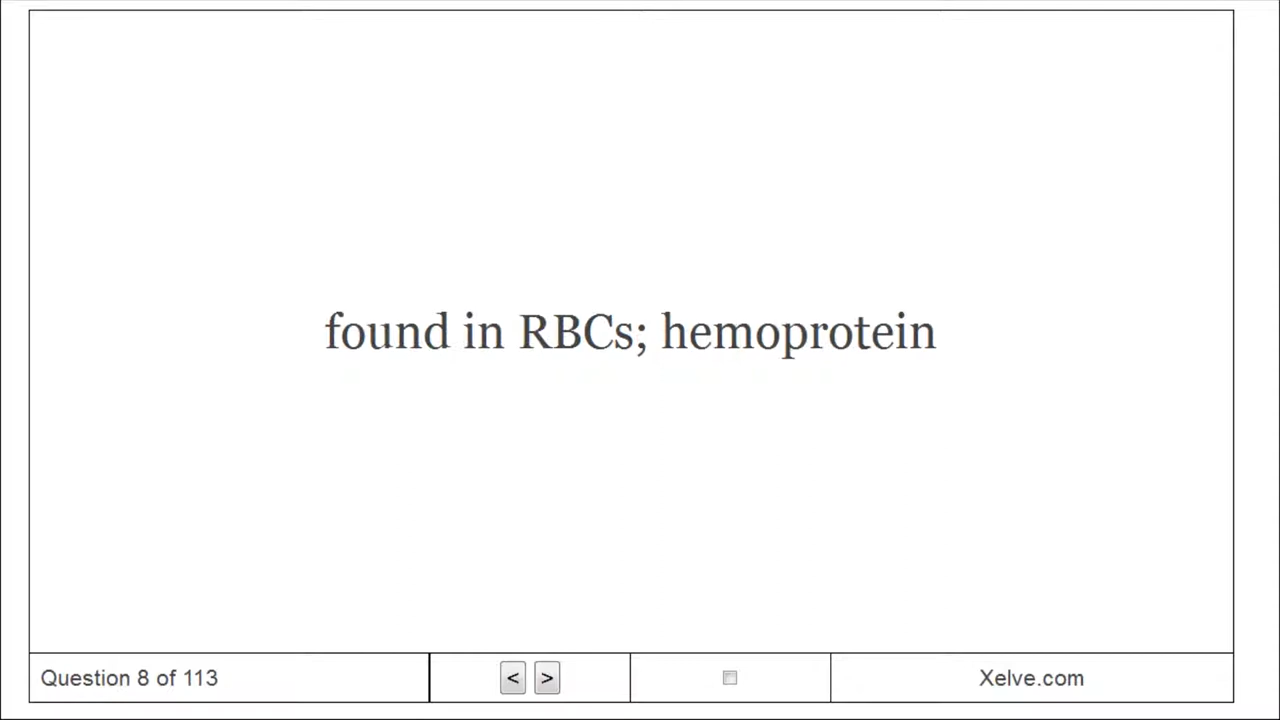 found in RBCs; hemoprotein
Question 8 of 113
< >
Xelve.com